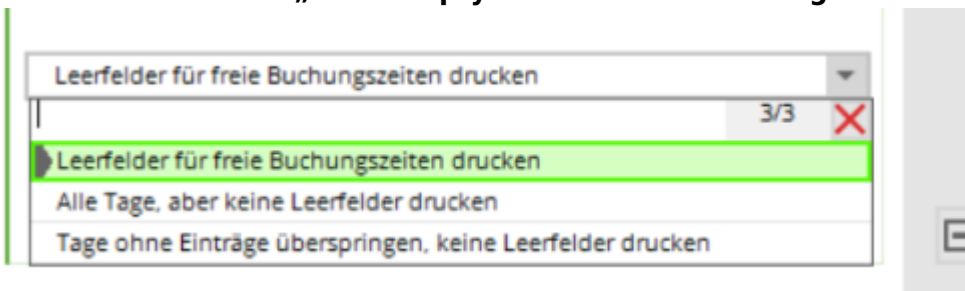 Leerfelder für freie Buchungszeiten drucken
3/3
Leerfelder für freie Buchungszeiten drucken
Alle Tage, aber keine Leerfelder drucken
Tage ohne Einträge überspringen, keine Leerfelder drucken